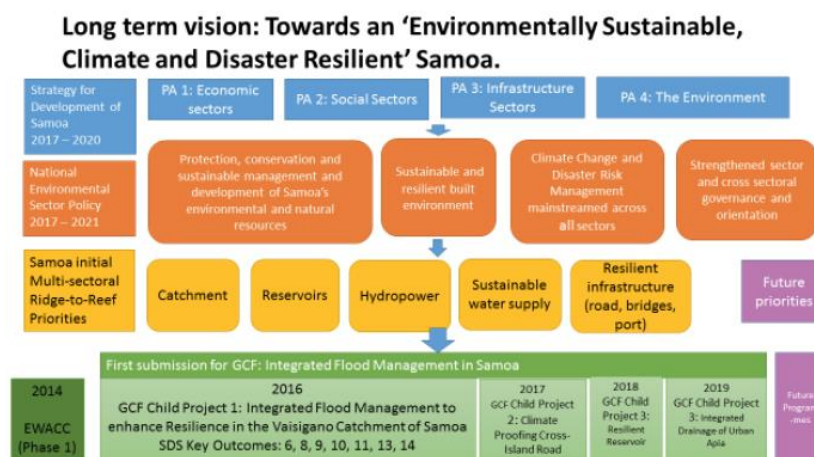 Long term vision: Towards an ‘Environmentally Sustainable,
Climate and Disaster Resilient’ Samoa.
Strategy for
Development of
Samoa
2017 – 2020
PA 1: Economic
sectors
PA 2: Social Sectors
PA 3: Infrastructure
Sectors
PA 4: The Environment
National
Environmental
Sector Policy
2017 – 2021
Protection, conservation and
sustainable management and
development of Samoa’s
environmental and natural
resources
Sustainable and
resilient built
environment
Climate Change and
Disaster Risk
Management
mainstreamed across
all sectors
Strengthened sector
and cross sectoral
governance and
orientation
Samoa initial
Multi-sectoral
Ridge-to-Reef
Priorities
Catchment
Reservoirs
Hydropower
Sustainable
water supply
Resilient
infrastructure
(road, bridges,
port)
Future
priorities
First submission for GCF: Integrated Flood Management in Samoa
2014
EWACC
(Phase 1)
2016
GCF Child Project 1: Integrated Flood Management to
enhance Resilience in the Vaisigano Catchment of Samoa
SDS Key Outcomes: 6, 8, 9, 10, 11, 13, 14
2017
GCF Child Project
2: Climate
Proofing Cross-
Island Road
2018
GCF Child
Project 3:
Resilient
Reservoir
2019
GCF Child Project
3: Integrated
Drainage of Urban
Apia
Future
Program
-mes